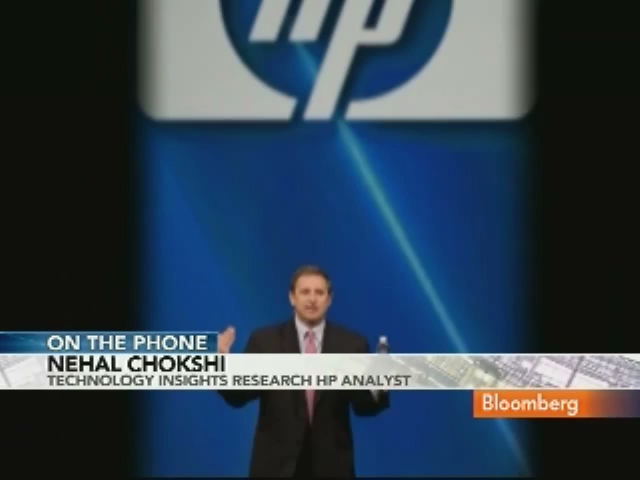 hp
ON THE PHONE
NEHAL CHOKSHI
TECHNOLOGY INSIGHTS RESEARCH HP ANALYST
Bloomberg